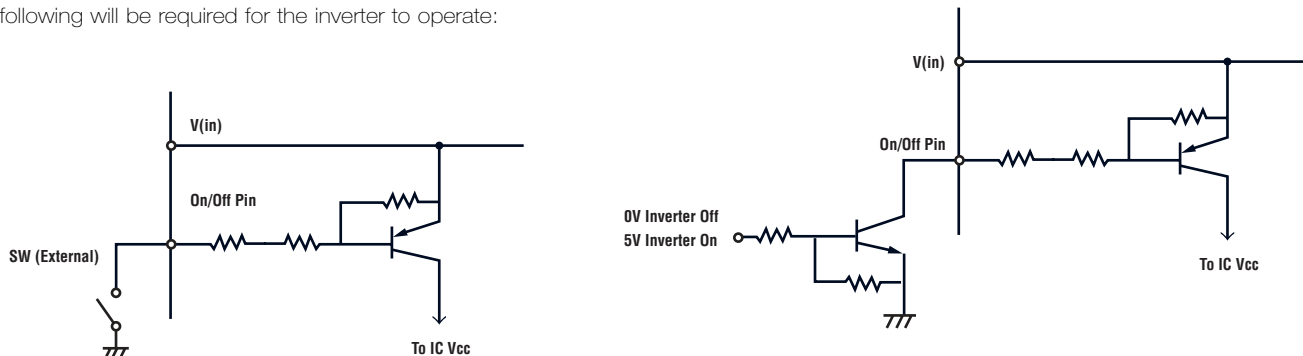 following will be required for the inverter to operate:
V(in)
On/Off Pin
SW (External)
To IC Vcc
V(in)
On/Off Pin
0V Inverter Off
5V Inverter On
To IC Vcc